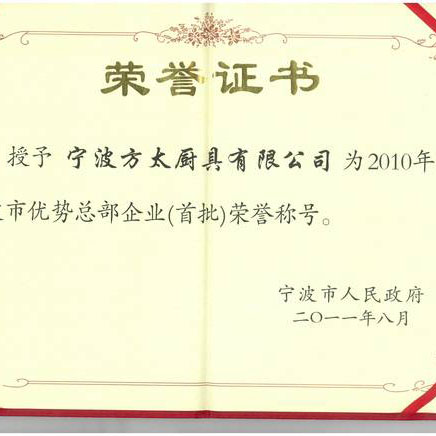 荣誉证书
授予 宁波方太厨具有限公司 为2010年
市优势总部企业(首批)荣誉称号。
宁波市人民政府
二〇一一年八月